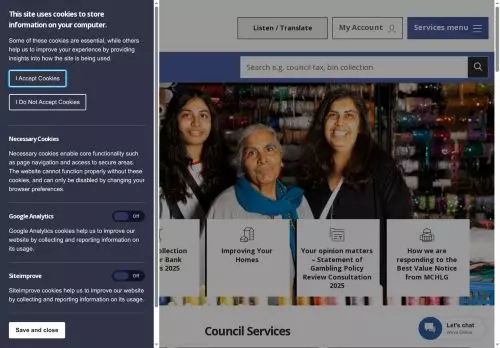 This site uses cookies to store
information on your computer.
Some of these cookies are essential, while others
help us to improve your experience by providing
insights into how the site is being used.
I Accept Cookies
I Do Not Accept Cookies
Necessary Cookies
Necessary cookies enable core functionality such
as page navigation and access to secure areas.
The website cannot function properly without these
cookies, and can only be disabled by changing your
browser preferences.
Google Analytics
Off
Google Analytics cookies help us to improve our
website by collecting and reporting information on
its usage.
Siteimprove
Off
SiteImprove cookies help us to improve our website
by collecting and reporting information on its usage.
Save and close
Listen / Translate
My Account
Services menu
Search e.g. council-tax, bin collection
ollection
r Bank
s 2025
Improving Your
Homes
Your opinion matters
– Statement of
Gambling Policy
Review Consultation
2025
How we are
responding to the
Best Value Notice
from MCHLG
Council Services
Let's chat
We're Online